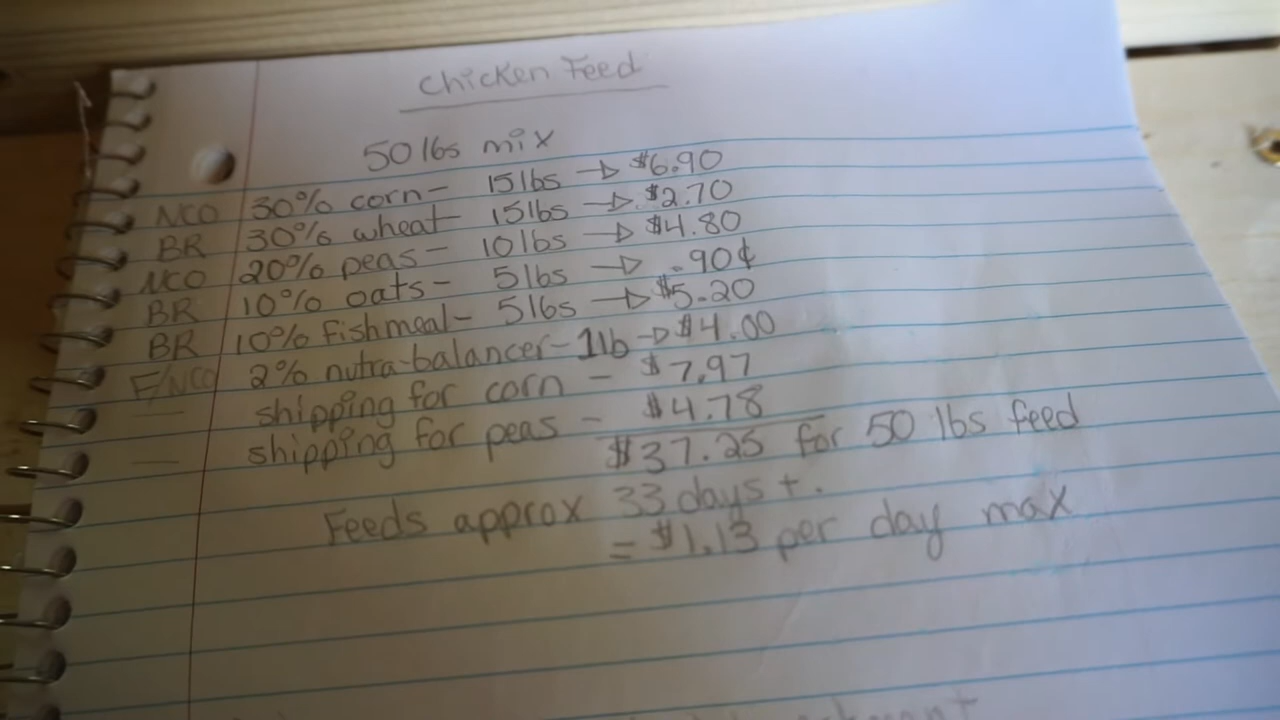 Chicken Feed
50 lbs mix
NCO 30% corn - 15 lbs → $6.90
BR 30% wheat - 15 lbs → $2.70
NCO 20% peas - 10 lbs → $4.80
BR 10% oats - 5 lbs → .90¢
BR 10% fishmeal - 5 lbs → $5.20
F/NCO 2% nutra-balancer - 1 lb → $4.00
— shipping for corn - $7.97
— shipping for peas - $4.78
$37.25 for 50 lbs feed
Feeds approx 33 days +.
= $1.13 per day max